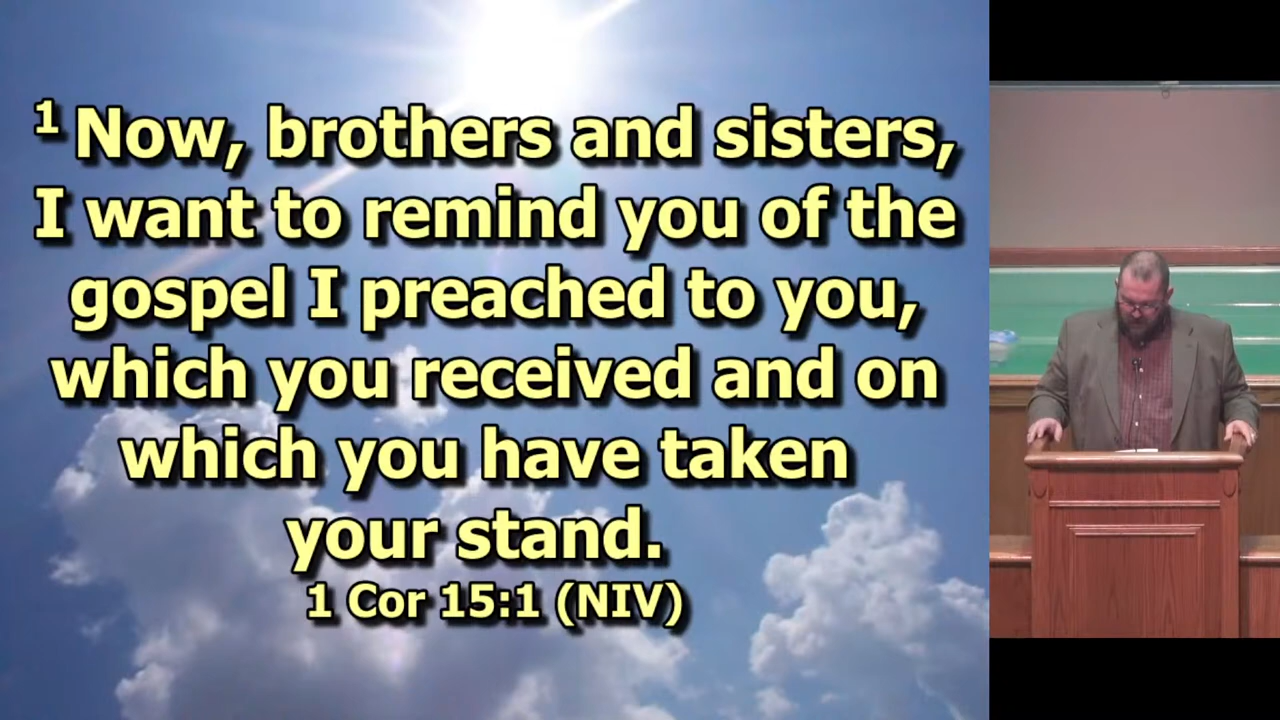 1 Now, brothers and sisters,
I want to remind you of the
gospel I preached to you,
which you received and on
which you have taken
your stand.
1 Cor 15:1 (NIV)